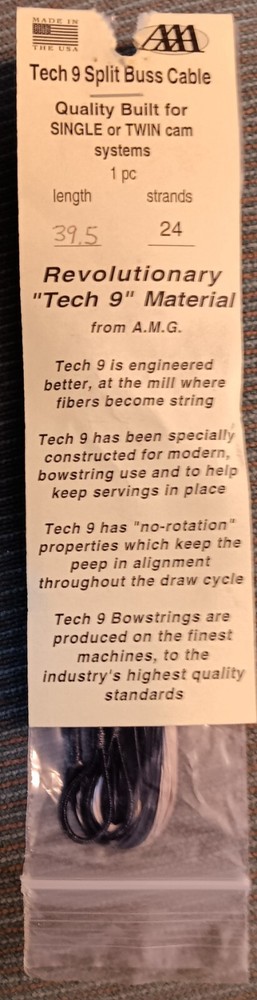 MADE IN
THE USA
AAA
Tech 9 Split Buss Cable
Quality Built for
SINGLE or TWIN cam
systems
1 pc
length strands
39.5 24
Revolutionary
"Tech 9" Material
from A.M.G.
Tech 9 is engineered
better, at the mill where
fibers become string
Tech 9 has been specially
constructed for modern,
bowstring use and to help
keep servings in place
Tech 9 has "no-rotation"
properties which keep the
peep in alignment
throughout the draw cycle
Tech 9 Bowstrings are
produced on the finest
machines, to the
industry's highest quality
standards